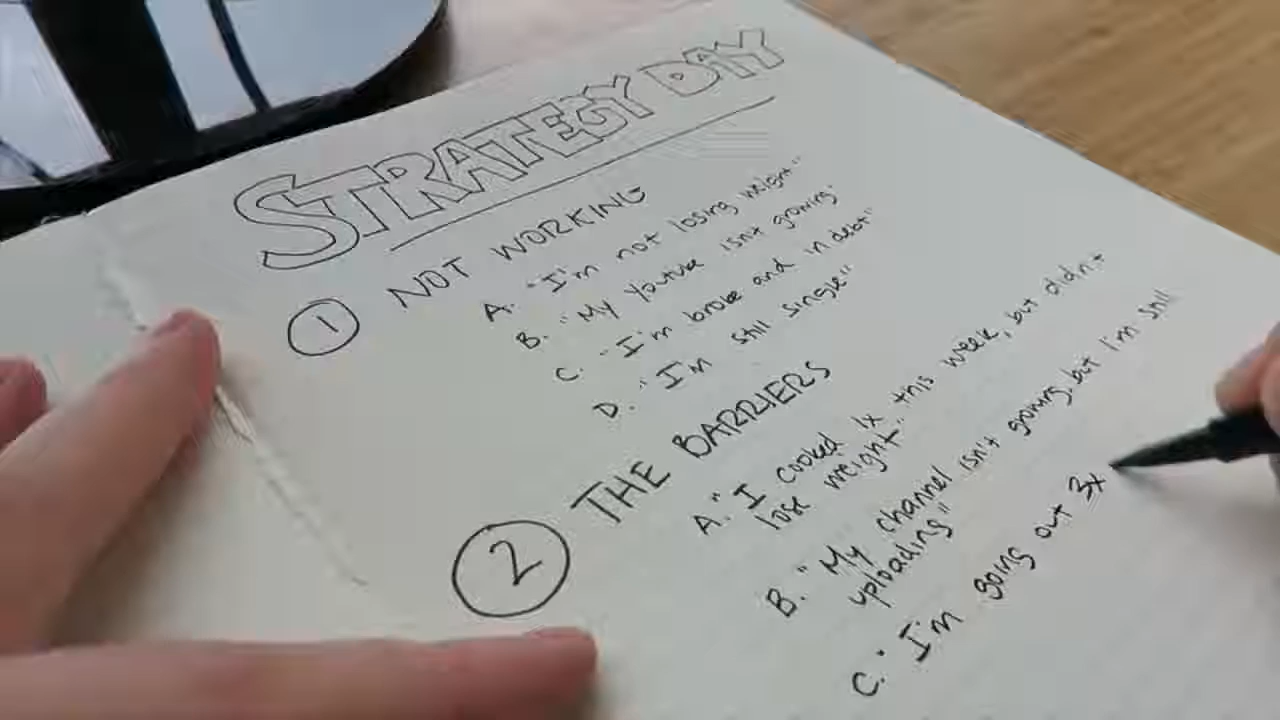 STRATEGY DAY
1 NOT WORKING
A. "I'm not losing weight"
B. "My Youtube isn't growing"
C. "I'm broke and in debt"
D. "I'm still single"
2 THE BARRIERS
A. "I cooked 1x this week, but didn't
lose weight"
B. "My channel isn't growing, but I'm still
uploading"
C. "I'm going out 3x